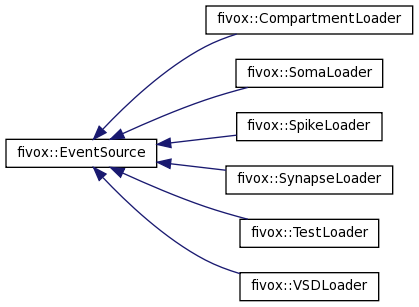 fivox::CompartmentLoader
fivox::SomaLoader
fivox::SpikeLoader
fivox::EventSource
fivox::SynapseLoader
fivox::TestLoader
fivox::VSDLoader